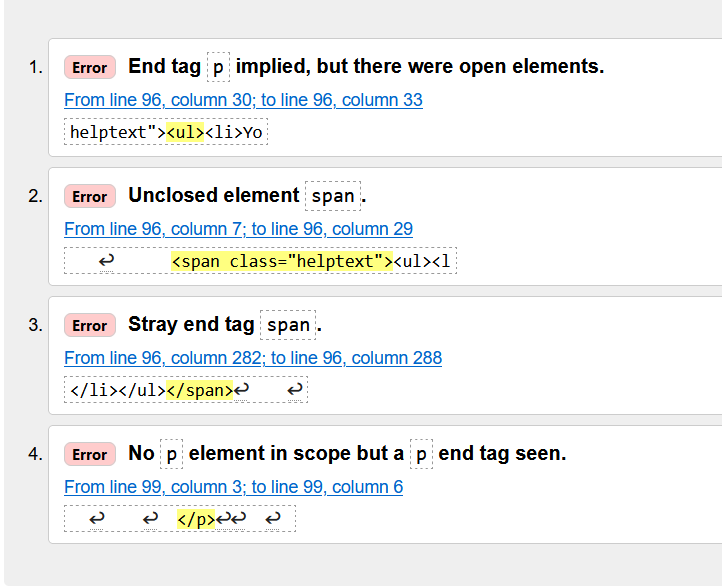 1. Error End tag p implied, but there were open elements.
From line 96, column 30; to line 96, column 33
helptext"><ul><li>Yo
2. Error Unclosed element span.
From line 96, column 7; to line 96, column 29
↩ <span class="helptext"><ul><l
3. Error Stray end tag span.
From line 96, column 282; to line 96, column 288
</li></ul></span>↩ ↩
4. Error No p element in scope but a p end tag seen.
From line 99, column 3; to line 99, column 6
↩ ↩ </p>↩↩ ↩